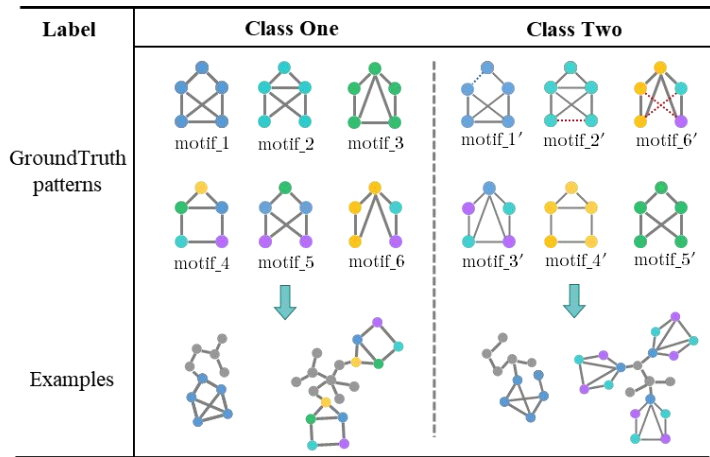 Label Class One Class Two
motif_1 motif_2 motif_3 motif_1′ motif_2′ motif_6′
GroundTruth
patterns
motif_4 motif_5 motif_6 motif_3′ motif_4′ motif_5′
Examples